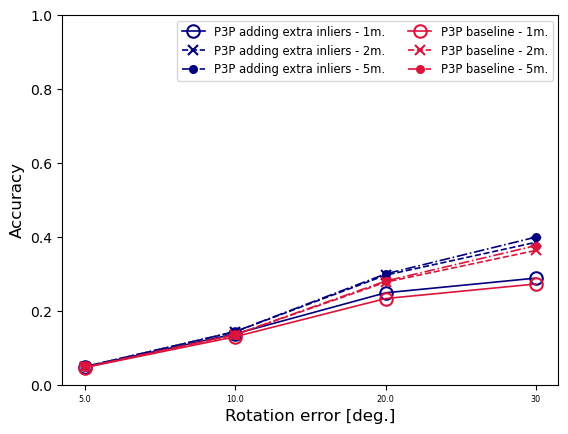 P3P adding extra inliers - 1m.
P3P adding extra inliers - 2m.
P3P adding extra inliers - 5m.
P3P baseline - 1m.
P3P baseline - 2m.
P3P baseline - 5m.
1.0
0.8
0.6
0.4
0.2
0.0
Accuracy
5.0 10.0 20.0 30
Rotation error [deg.]